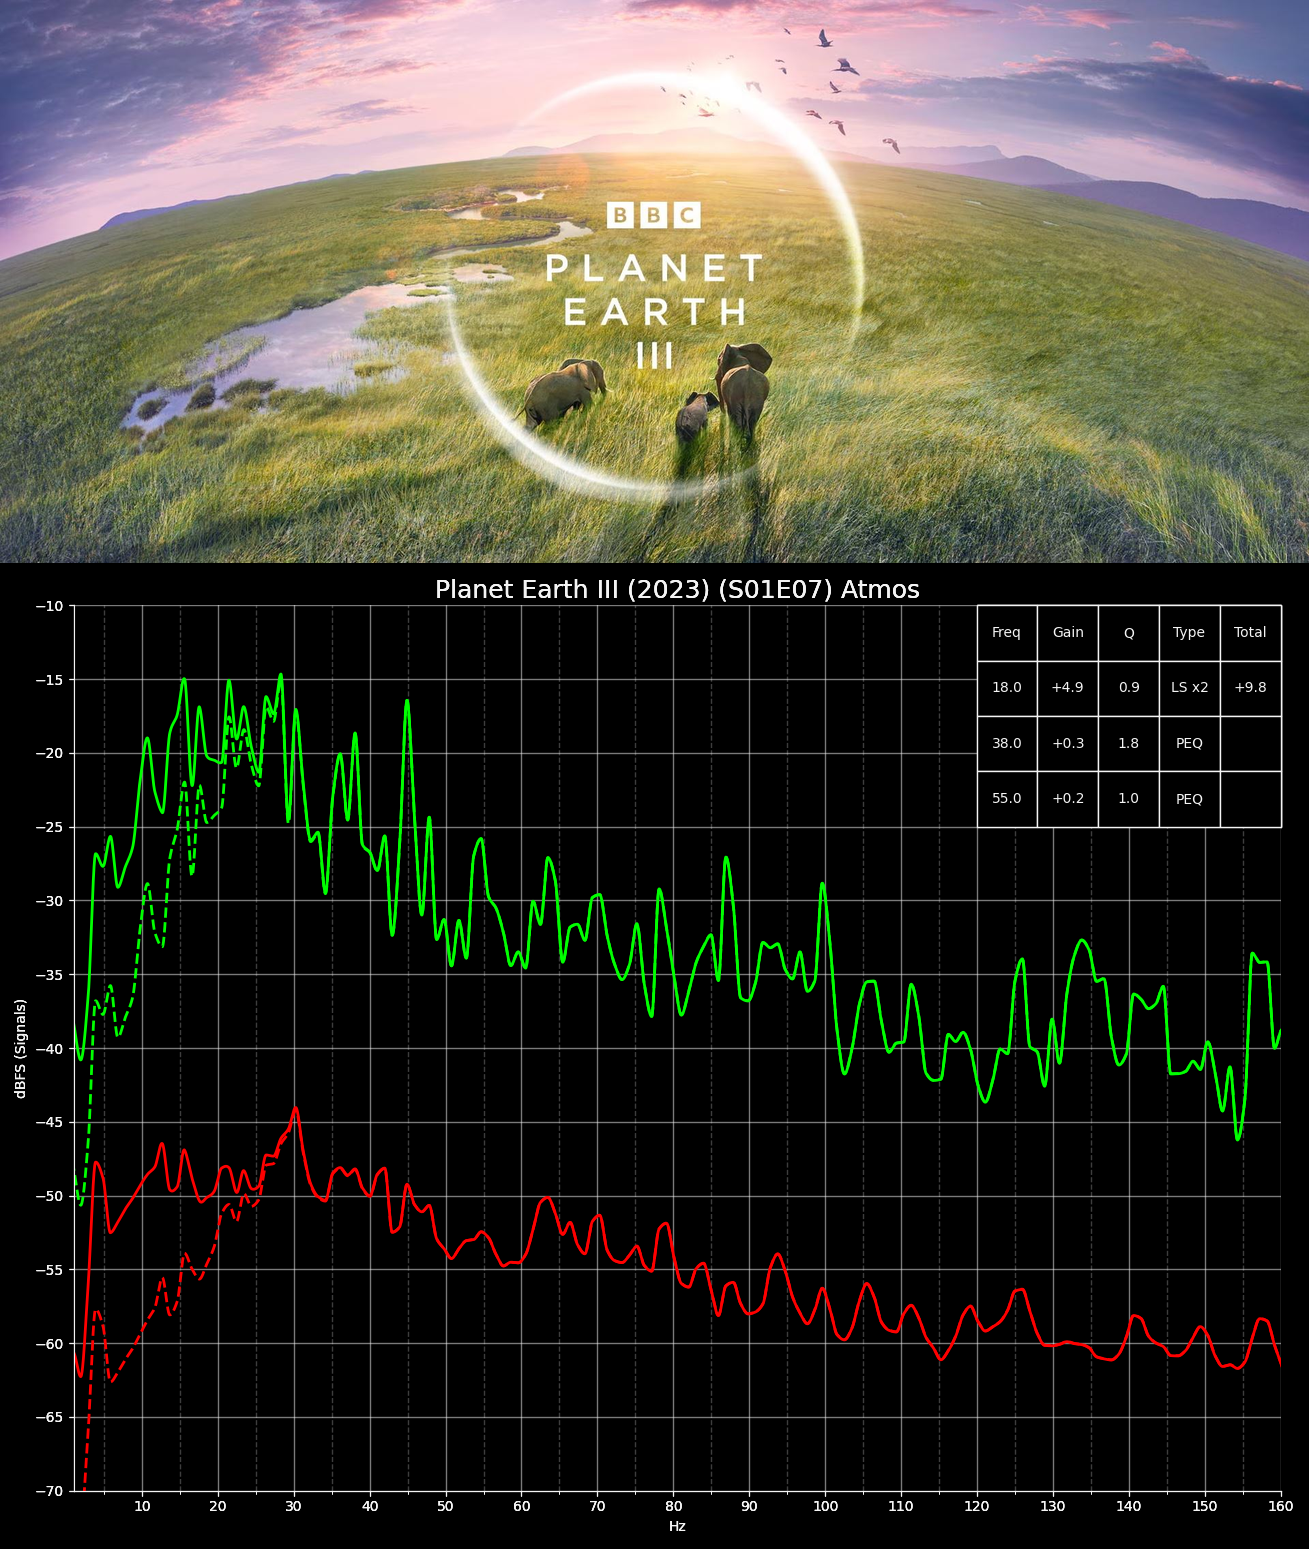 BBC
PLANET
EARTH
III
Planet Earth III (2023) (S01E07) Atmos
Freq Gain Q Type Total
18.0 +4.9 0.9 LS x2 +9.8
38.0 +0.3 1.8 PEQ
55.0 +0.2 1.0 PEQ
dBFS (Signals)
−10
−15
−20
−25
−30
−35
−40
−45
−50
−55
−60
−65
−70
10 20 30 40 50 60 70 80 90 100 110 120 130 140 150 160
Hz